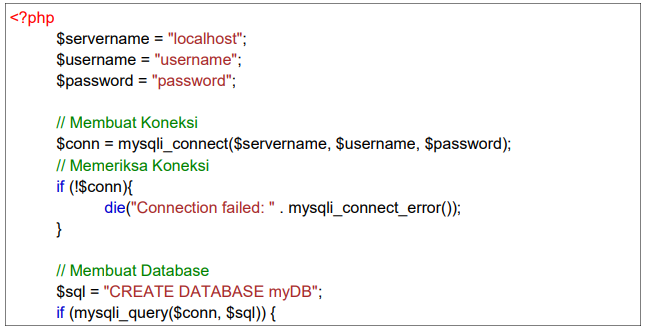 <?php
$servername = "localhost";
$username = "username";
$password = "password";
// Membuat Koneksi
$conn = mysqli_connect($servername, $username, $password);
// Memeriksa Koneksi
if (!$conn){
die("Connection failed: " . mysqli_connect_error());
}
// Membuat Database
$sql = "CREATE DATABASE myDB";
if (mysqli_query($conn, $sql)) {